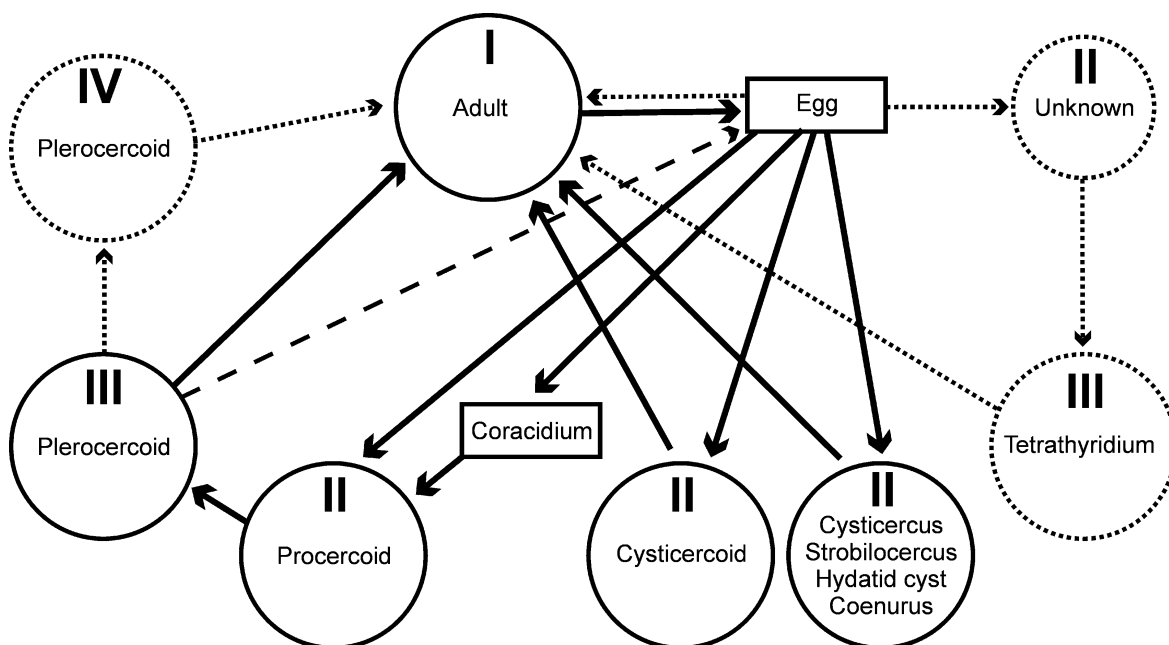 I
Adult
Egg
II
Unknown
IV
Plerocercoid
III
Plerocercoid
Coracidium
III
Tetrathyridium
II
Procercoid
II
Cysticercoid
II
Cysticercus
Strobilocercus
Hydatid cyst
Coenurus